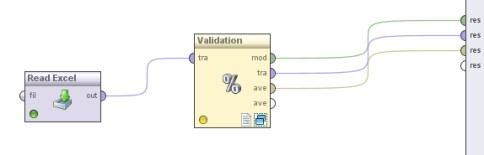 Validation
tra mod
tra
ave
ave
Read Excel
fil out
res
res
res
res